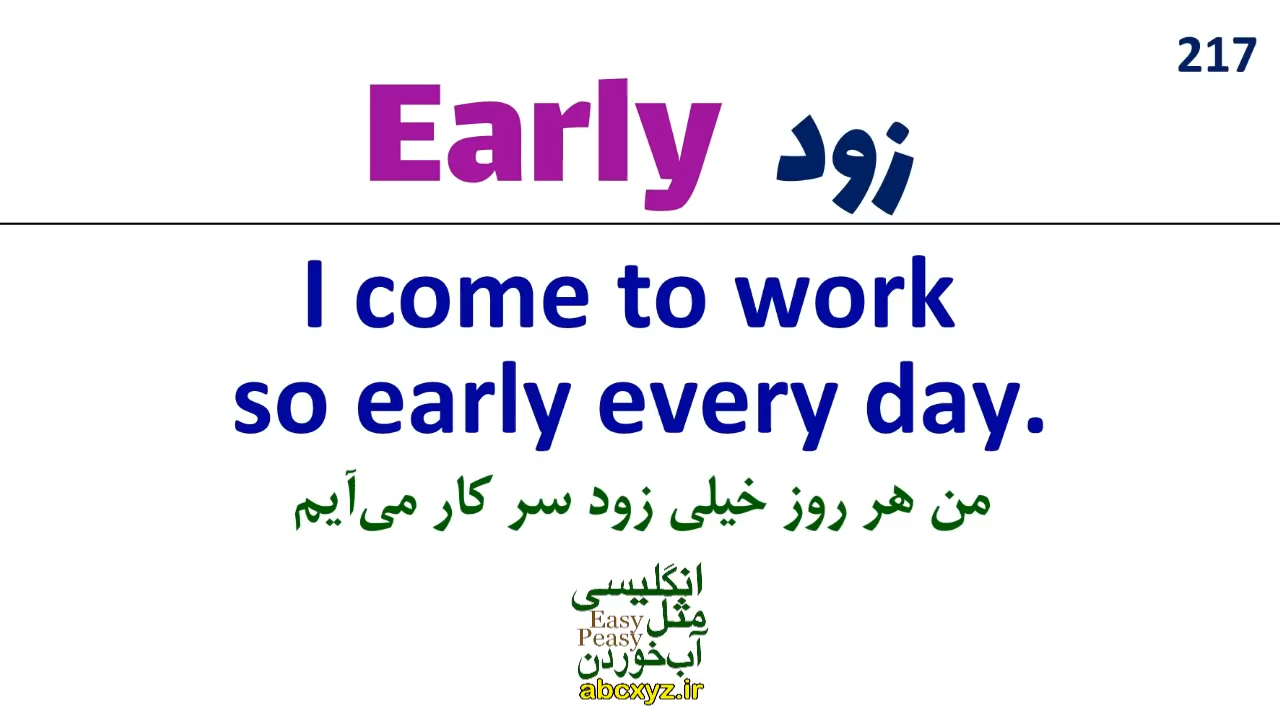 217
Early زود
I come to work
so early every day.
من هر روز خیلی زود سر کار می‌آیم
انگلیسی
مثل Easy
Peasy
آب‌خوردن
abcxyz.ir